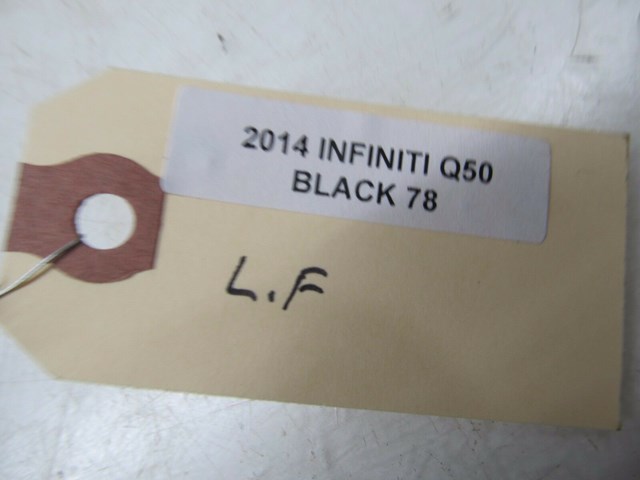 2014 INFINITI Q50
BLACK 78
L.F